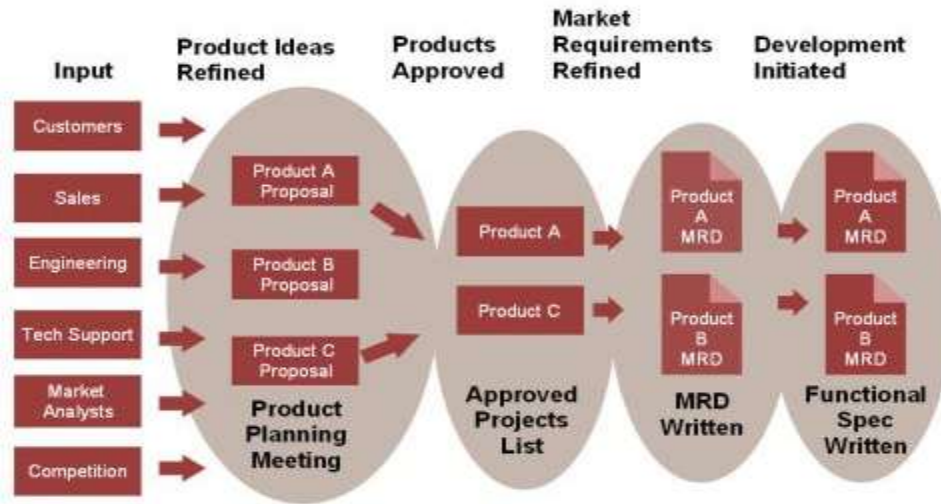 Input
Product Ideas
Refined
Products
Approved
Market
Requirements
Refined
Development
Initiated
Customers
Sales
Engineering
Tech Support
Market
Analysts
Competition
Product A
Proposal
Product B
Proposal
Product C
Proposal
Product
Planning
Meeting
Product A
Product C
Approved
Projects
List
Product
A
MRD
Product
B
MRD
MRD
Written
Product
A
MRD
Product
B
MRD
Functional
Spec
Written